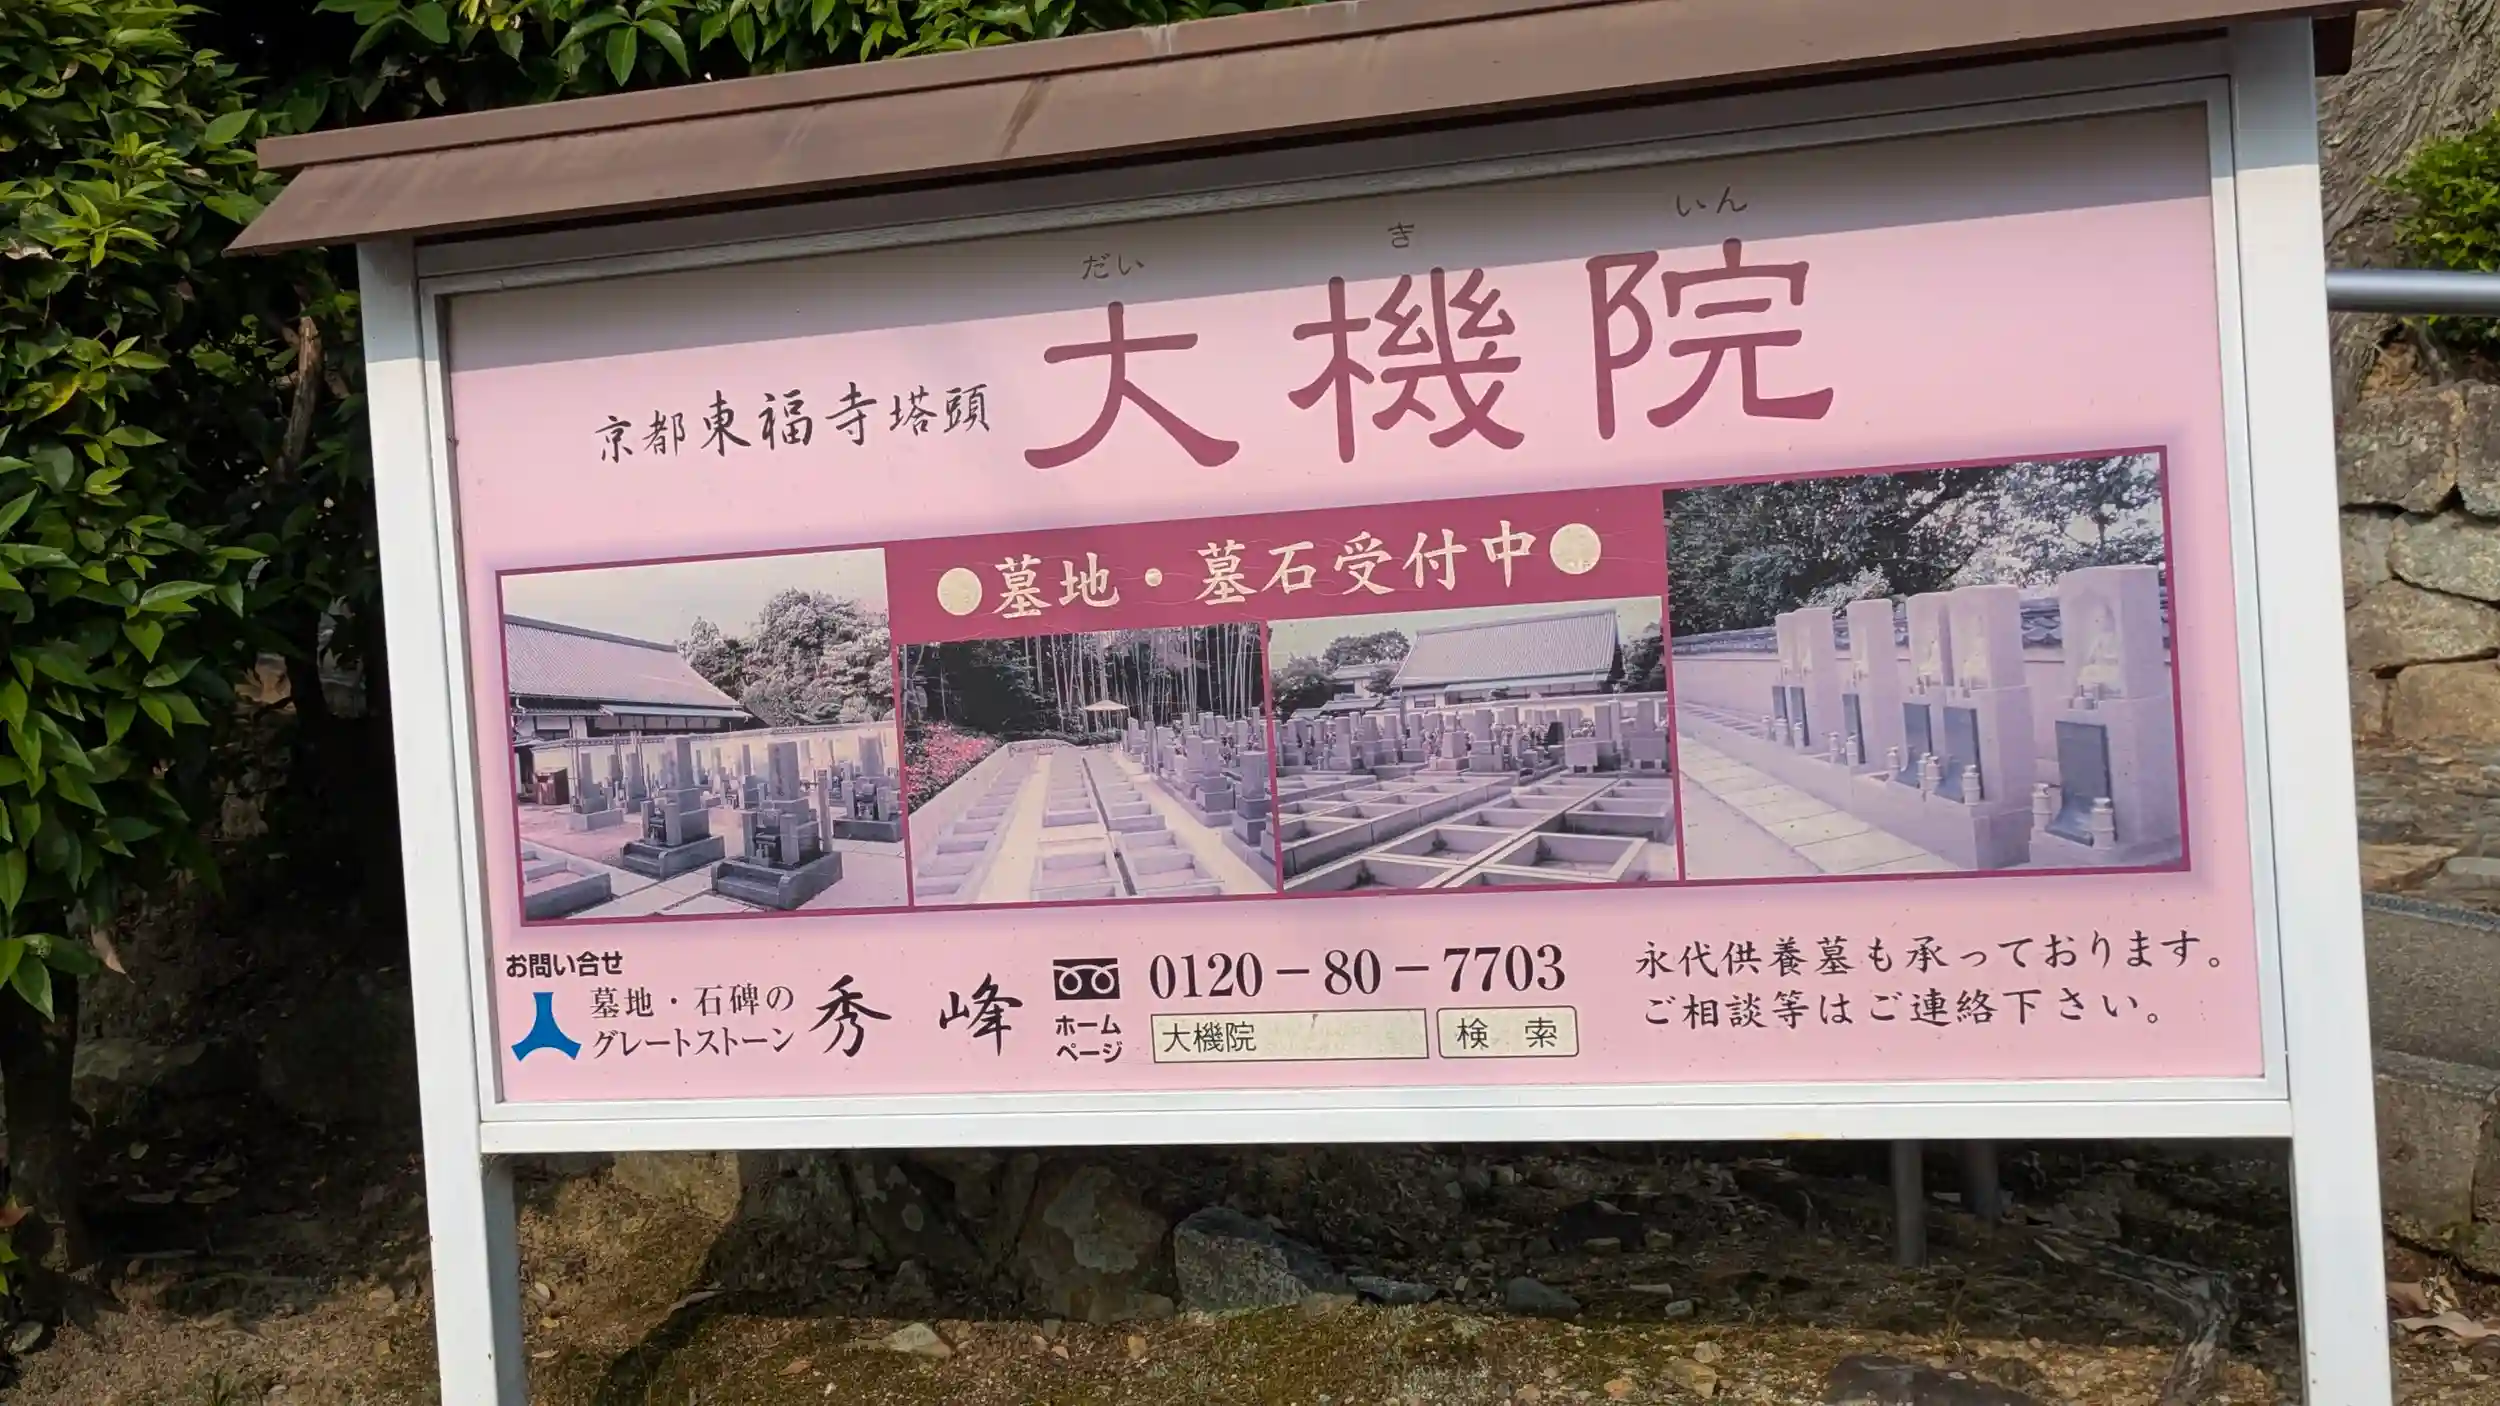 だい き いん
京都東福寺塔頭 大機院
●墓地・墓石受付中●
お問い合せ
墓地・石碑の
グレートストーン
秀峰
0120-80-7703
ホームページ
大機院 検索
永代供養墓も承っております。
ご相談等はご連絡下さい。